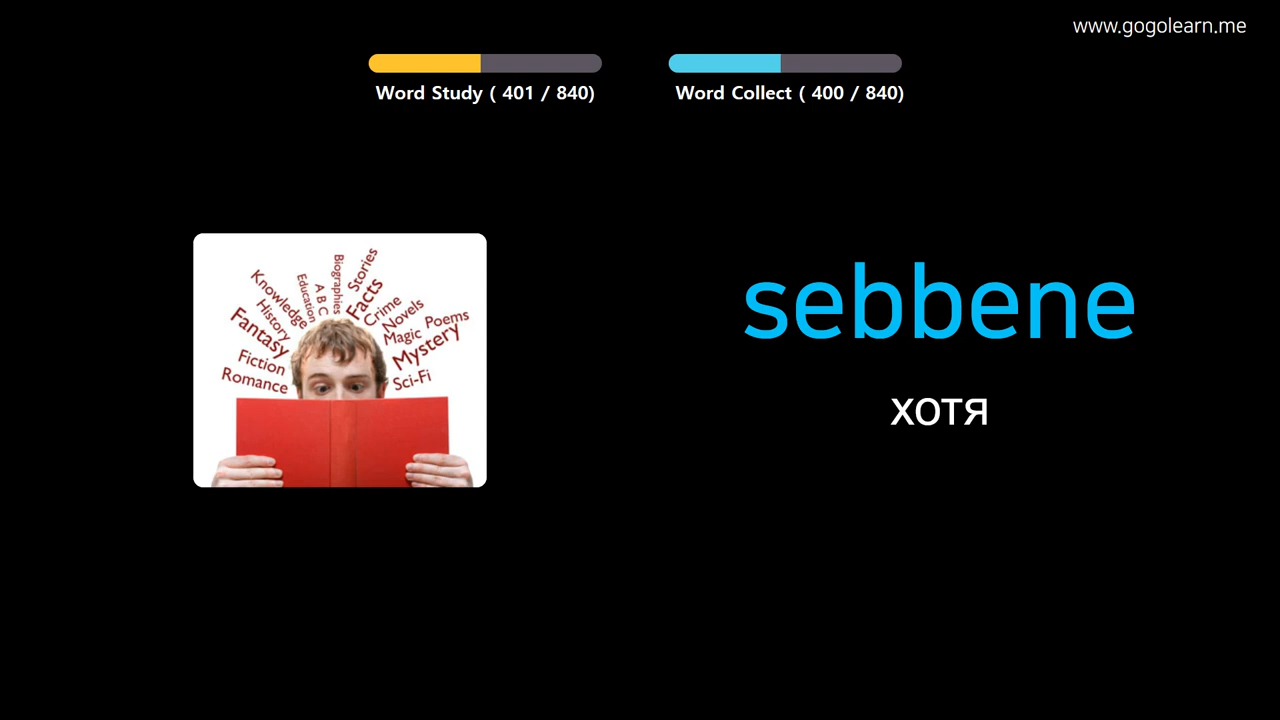 www.gogolearn.me
Word Study ( 401 / 840)
Word Collect ( 400 / 840)
Knowledge
History
Fantasy
Fiction
Romance
Education
A B C
Biographies
Stories
Facts
Crime
Novels
Magic
Poems
Mystery
Sci-Fi
sebbene
хотя